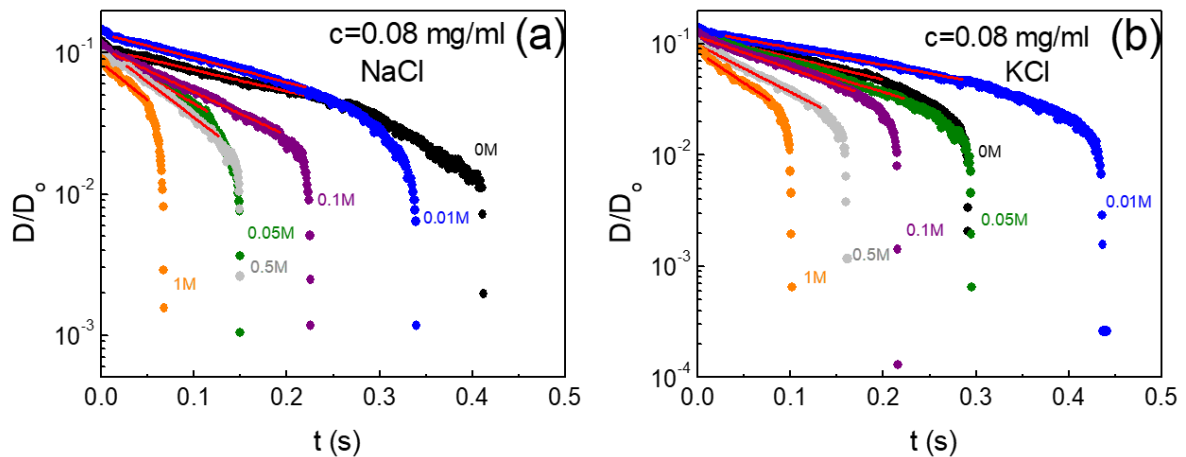 c=0.08 mg/ml (a)
NaCl
10⁻¹
10⁻²
10⁻³
D/Dₒ
0M
0.1M
0.01M
0.05M
0.5M
1M
0.0 0.1 0.2 0.3 0.4 0.5
t (s)
c=0.08 mg/ml (b)
KCl
10⁻¹
10⁻²
10⁻³
10⁻⁴
D/Dₒ
0M
0.01M
0.05M
0.1M
0.5M
1M
0.0 0.1 0.2 0.3 0.4 0.5
t (s)